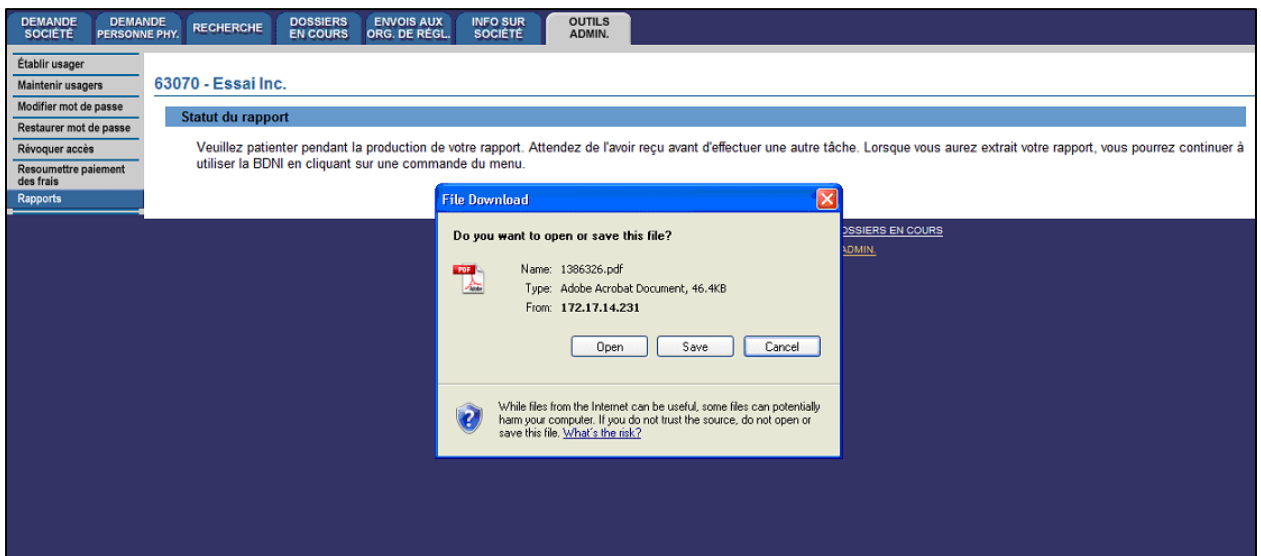 DEMANDE SOCIÉTÉ
DEMANDE PERSONNE PHY.
RECHERCHE
DOSSIERS EN COURS
ENVOIS AUX ORG. DE RÉGL.
INFO SUR SOCIÉTÉ
OUTILS ADMIN.
Établir usager
Maintenir usagers
Modifier mot de passe
Restaurer mot de passe
Révoquer accès
Resoumettre paiement
des frais
Rapports
63070 - Essai Inc.
Statut du rapport
Veuillez patienter pendant la production de votre rapport. Attendez de l'avoir reçu avant d'effectuer une autre tâche. Lorsque vous aurez extrait votre rapport, vous pourrez continuer à
utiliser la BDNI en cliquant sur une commande du menu.
File Download
Do you want to open or save this file?
PDF
Adobe
Name: 1386326.pdf
Type: Adobe Acrobat Document, 46.4KB
From: 172.17.14.231
Open Save Cancel
While files from the Internet can be useful, some files can potentially
harm your computer. If you do not trust the source, do not open or
save this file. What's the risk?
DOSSIERS EN COURS
ADMIN.